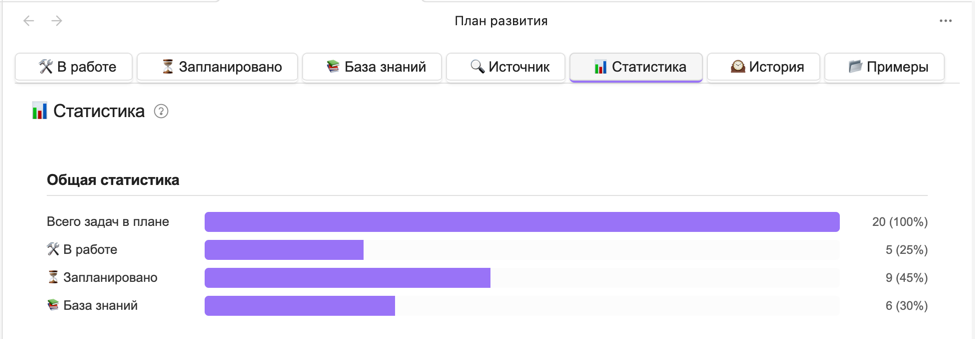 План развития
🛠 В работе ⏳ Запланировано 📚 База знаний 🔍 Источник 📊 Статистика 🕰 История 📂 Примеры
📊 Статистика ?
Общая статистика
Всего задач в плане 20 (100%)
🛠 В работе 5 (25%)
⏳ Запланировано 9 (45%)
📚 База знаний 6 (30%)